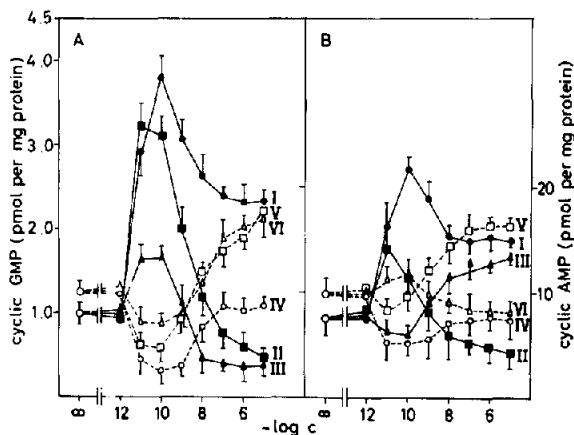 4.5
4.0
3.0
2.0
1.0
cyclic GMP (pmol per mg protein)
A
I
V
VI
IV
II
III
B
V
I
III
VI
IV
II
20
10
cyclic AMP (pmol per mg protein)
∞ 12 10 8 6 ∞ 12 10 8 6
-log c